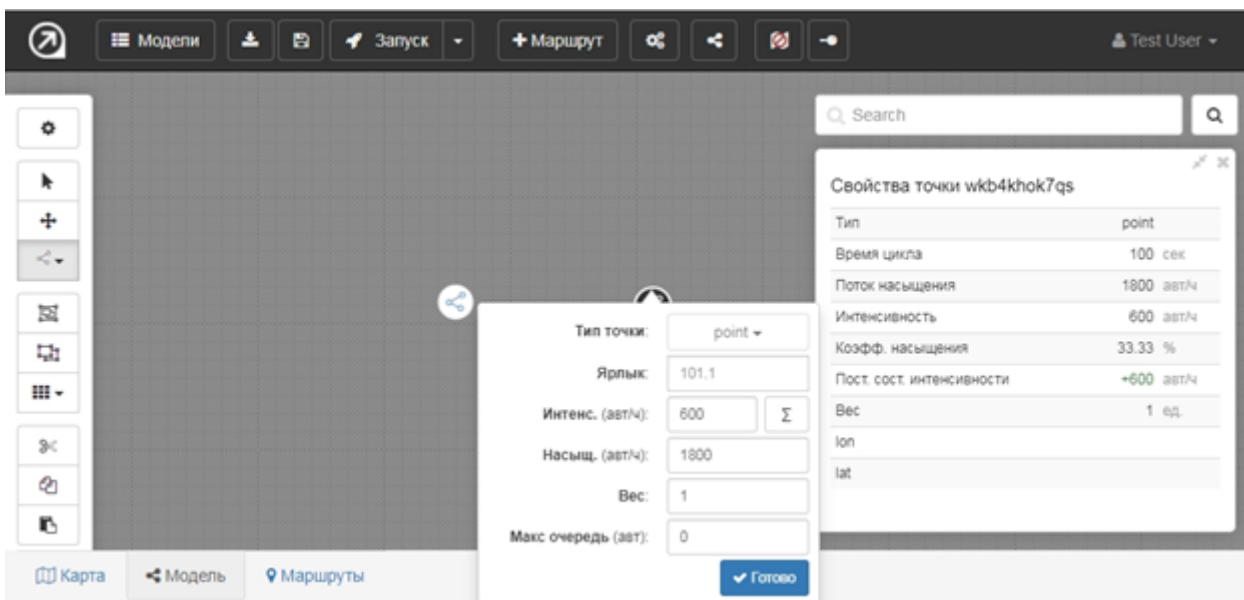 Модели Запуск + Маршрут Test User
Search
Свойства точки wkb4khok7qs
Тип point
Время цикла 100 сек
Поток насыщения 1800 авт/ч
Интенсивность 600 авт/ч
Коэфф. насыщения 33.33 %
Пост. сост. интенсивности +600 авт/ч
Вес 1 ед.
lon
lat
Тип точки: point
Ярлык: 101.1
Интенс. (авт/ч): 600 Σ
Насыщ. (авт/ч): 1800
Вес: 1
Макс очередь (авт): 0
Готово
Карта Модель Маршруты